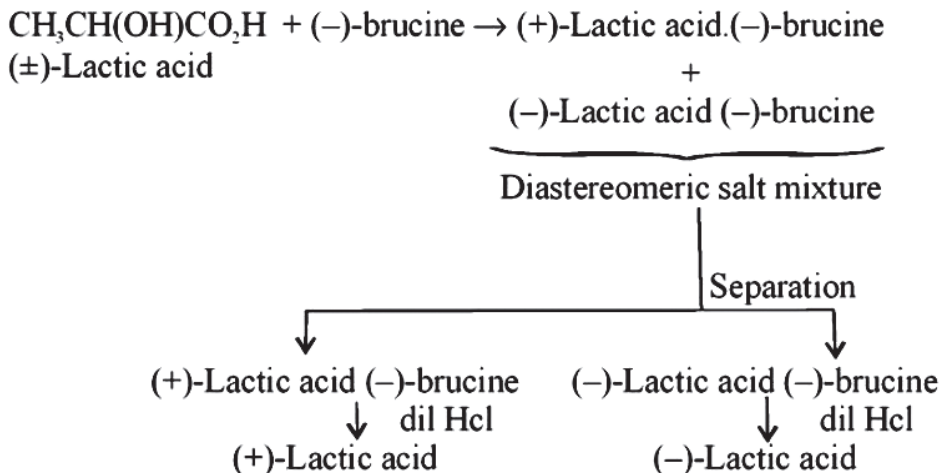 CH₃CH(OH)CO₂H + (–)-brucine → (+)-Lactic acid.(–)-brucine
(±)-Lactic acid
+
(–)-Lactic acid (–)-brucine
Diastereomeric salt mixture
Separation
(+)-Lactic acid (–)-brucine (–)-Lactic acid (–)-brucine
dil Hcl dil Hcl
(+)-Lactic acid (–)-Lactic acid